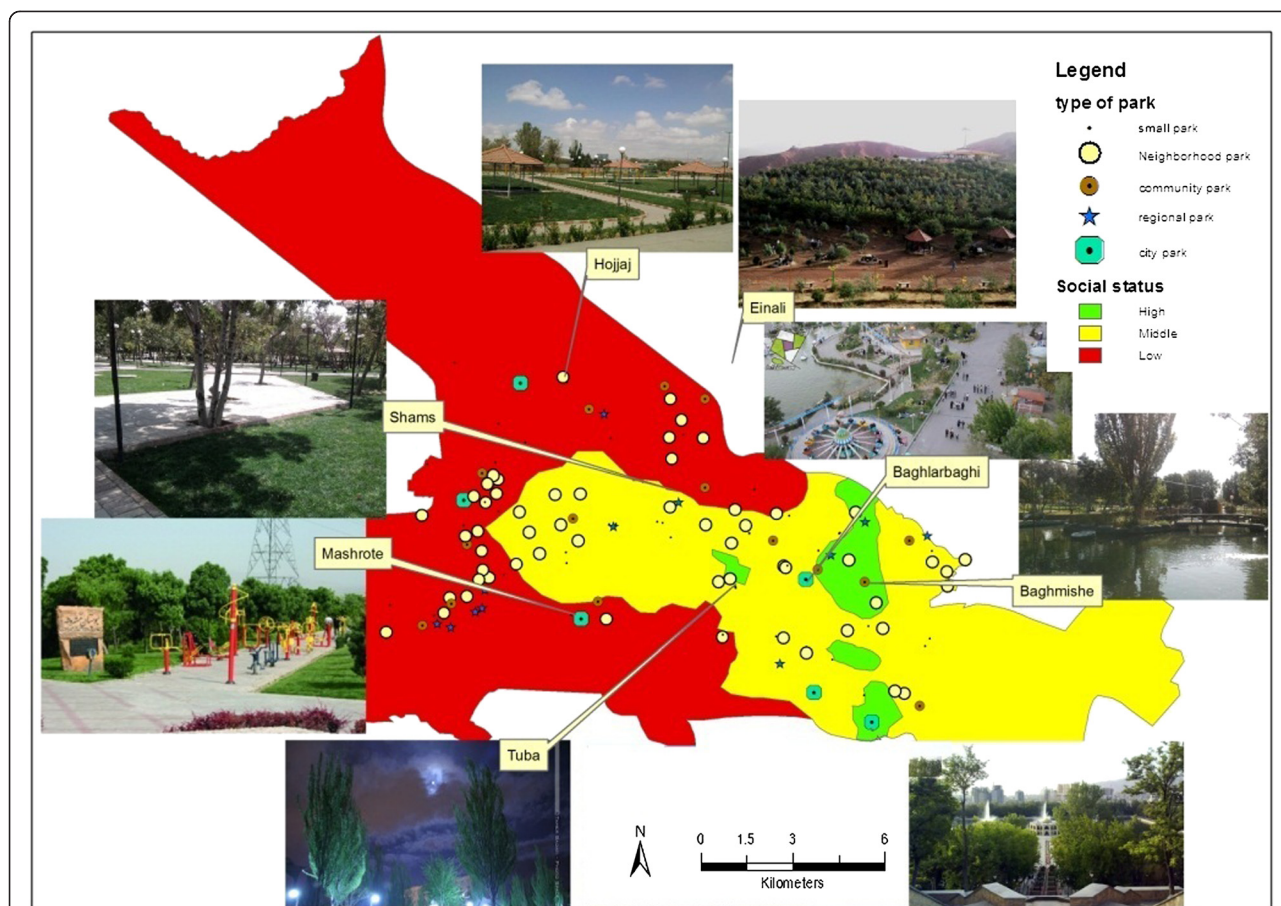 Legend
type of park
small park
Neighborhood park
community park
regional park
city park
Social status
High
Middle
Low
Hojjaj
Einali
Shams
Baghlarbaghi
Mashrote
Baghmishe
Tuba
N
0 1.5 3 6
Kilometers